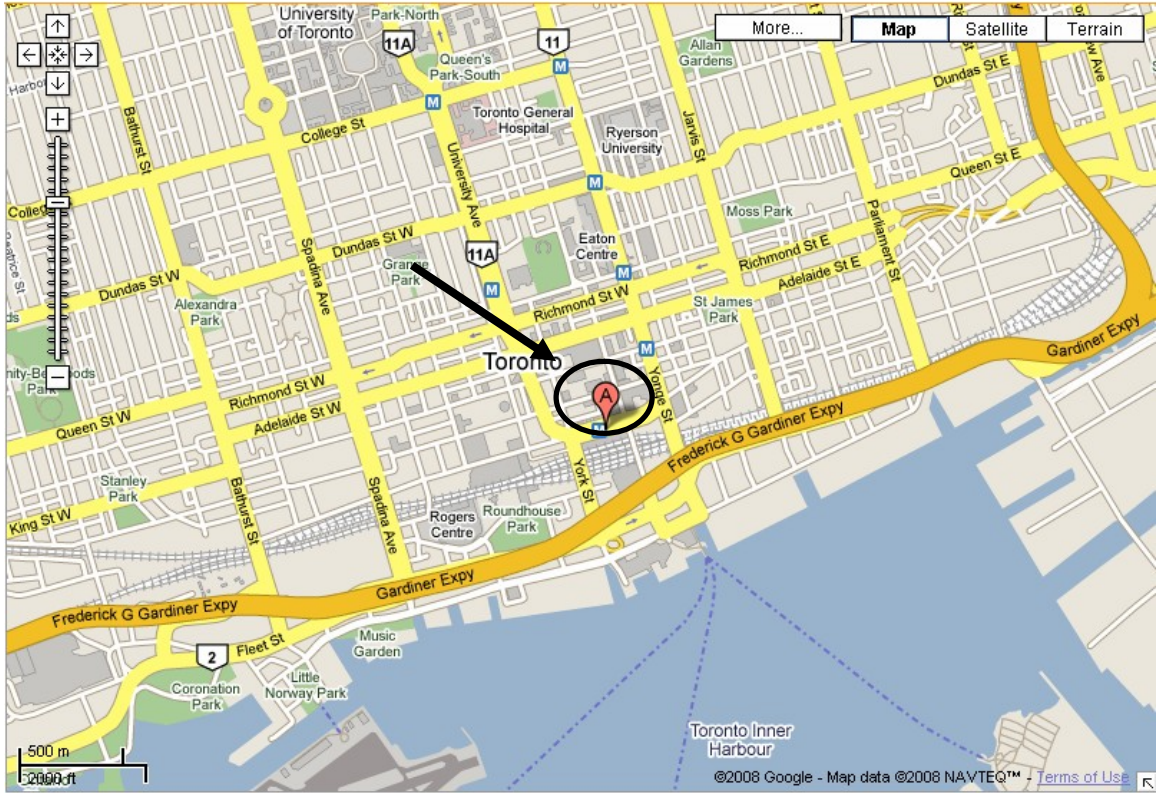 University
of Toronto
Park-North
11A
11
Queen's
Park-South
Allan
Gardens
More...
Map
Satellite
Terrain
Dundas St E
Harbor
Bathurst St
College St
M
M
Toronto General
Hospital
Ryerson
University
Jarvis St
University Ave
Queen St E
M
Moss Park
Parliament St
Spadina Ave
Dundas St W
11A
Grange
Park
Eaton
Centre
M
Richmond St E
Adelaide St E
Dundas St W
Alexandra
Park
M
Richmond St W
St James
Park
M
Toronto
Gardiner Expy
Yonge St
A
M
Richmond St W
Adelaide St W
Queen St W
Frederick G Gardiner Expy
Stanley
Park
King St W
Bathurst St
Spadina Ave
York St
Rogers
Centre
Roundhouse
Park
Gardiner Expy
Frederick G Gardiner Expy
2
Fleet St
Music
Garden
Coronation
Park
Little
Norway Park
500 m
2000 ft
Toronto Inner
Harbour
©2008 Google - Map data ©2008 NAVTEQ™ - Terms of Use